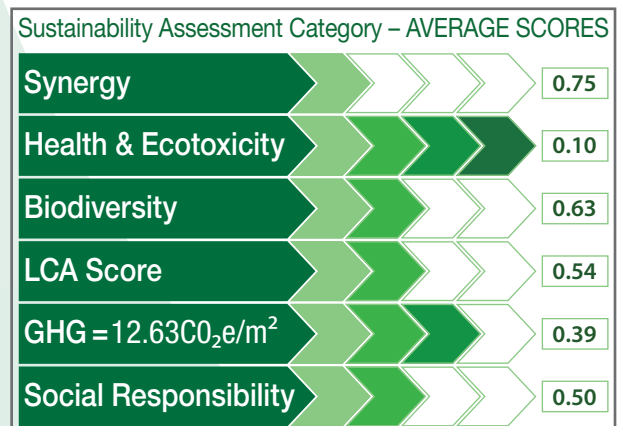 Sustainability Assessment Category – AVERAGE SCORES
Synergy 0.75
Health & Ecotoxicity 0.10
Biodiversity 0.63
LCA Score 0.54
GHG = 12.63C0₂e/m² 0.39
Social Responsibility 0.50